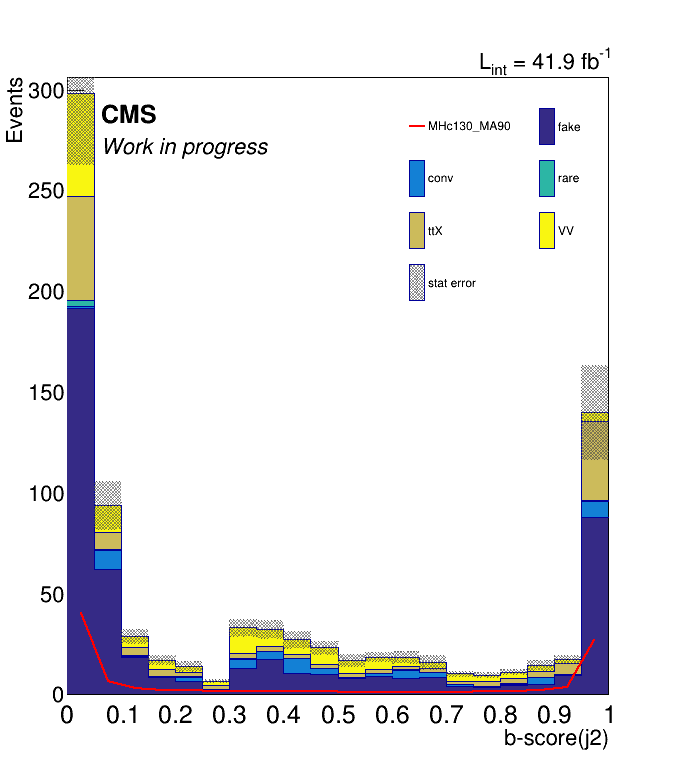 L_int = 41.9 fb^-1
Events
CMS
Work in progress
MHc130_MA90
fake
conv
rare
ttX
VV
stat error
300
250
200
150
100
50
0
0 0.1 0.2 0.3 0.4 0.5 0.6 0.7 0.8 0.9 1
b-score(j2)